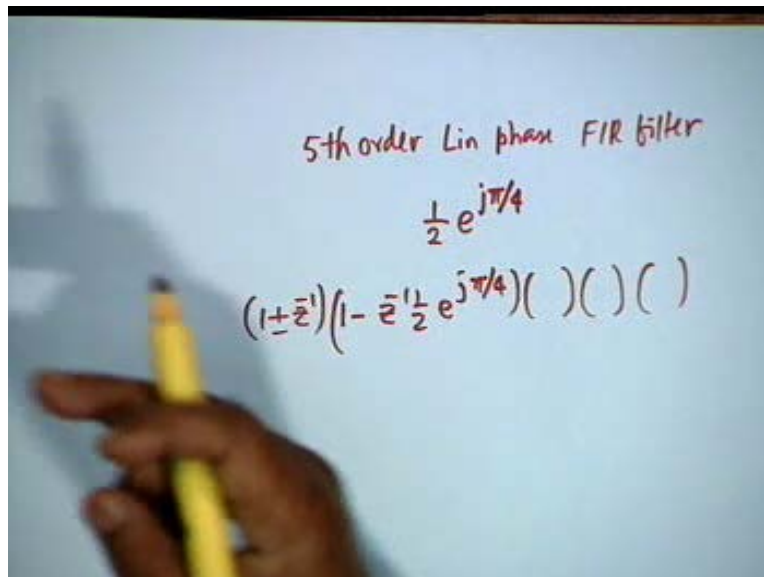 5th order Lin phase FIR filter
½ e^{jπ/4}
(1 ± z̄¹)(1 - z̄¹ ½ e^{jπ/4})( )( )( )